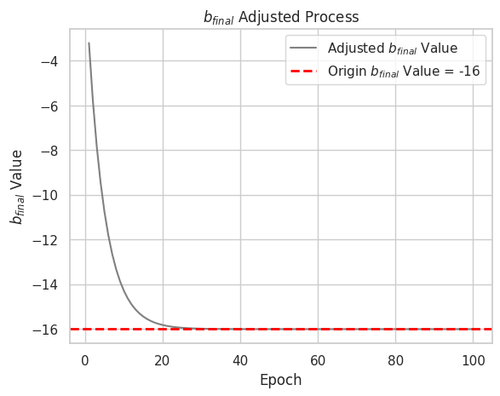 b_final Adjusted Process
Adjusted b_final Value
Origin b_final Value = -16
b_final Value
−4
−6
−8
−10
−12
−14
−16
0 20 40 60 80 100
Epoch